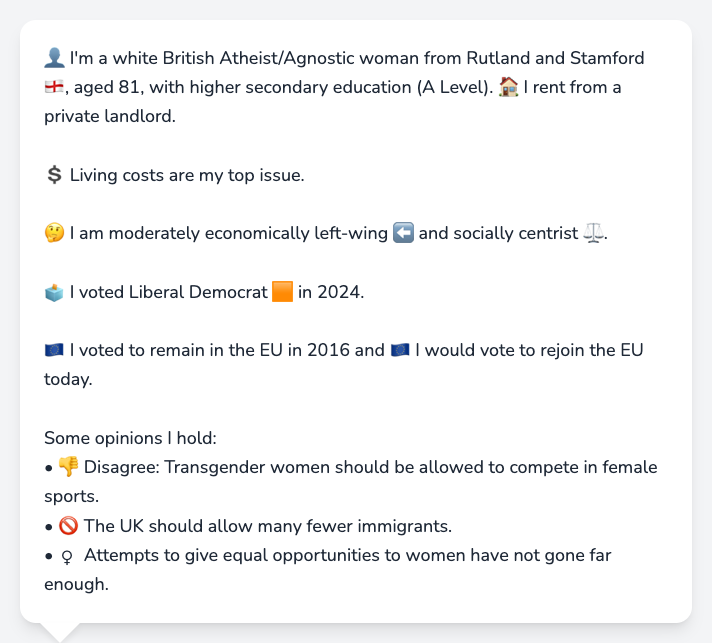 👤 I'm a white British Atheist/Agnostic woman from Rutland and Stamford
🏴󠁧󠁢󠁥󠁮󠁧󠁿, aged 81, with higher secondary education (A Level). 🏠 I rent from a
private landlord.
💲 Living costs are my top issue.
🤔 I am moderately economically left-wing ⬅️ and socially centrist ⚖️.
🗳️ I voted Liberal Democrat 🟧 in 2024.
🇪🇺 I voted to remain in the EU in 2016 and 🇪🇺 I would vote to rejoin the EU
today.
Some opinions I hold:
• 👎 Disagree: Transgender women should be allowed to compete in female
sports.
• 🚫 The UK should allow many fewer immigrants.
• ♀ Attempts to give equal opportunities to women have not gone far
enough.